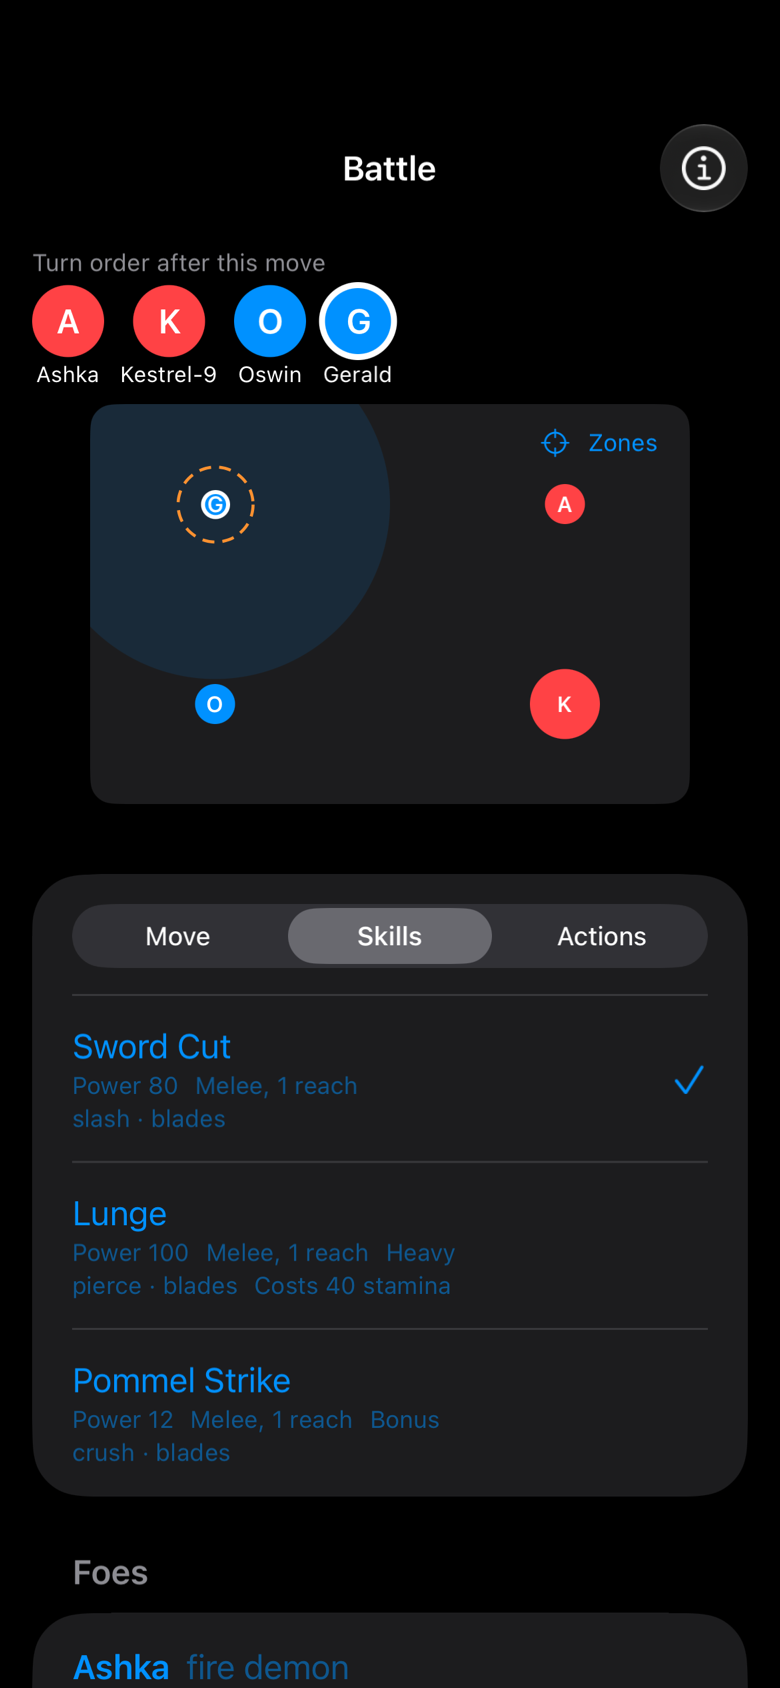 Battle
Turn order after this move
A K O G
Ashka Kestrel-9 Oswin Gerald
Zones
G
A
O
K
Move Skills Actions
Sword Cut
Power 80 Melee, 1 reach
slash · blades
Lunge
Power 100 Melee, 1 reach Heavy
pierce · blades Costs 40 stamina
Pommel Strike
Power 12 Melee, 1 reach Bonus
crush · blades
Foes
Ashka fire demon